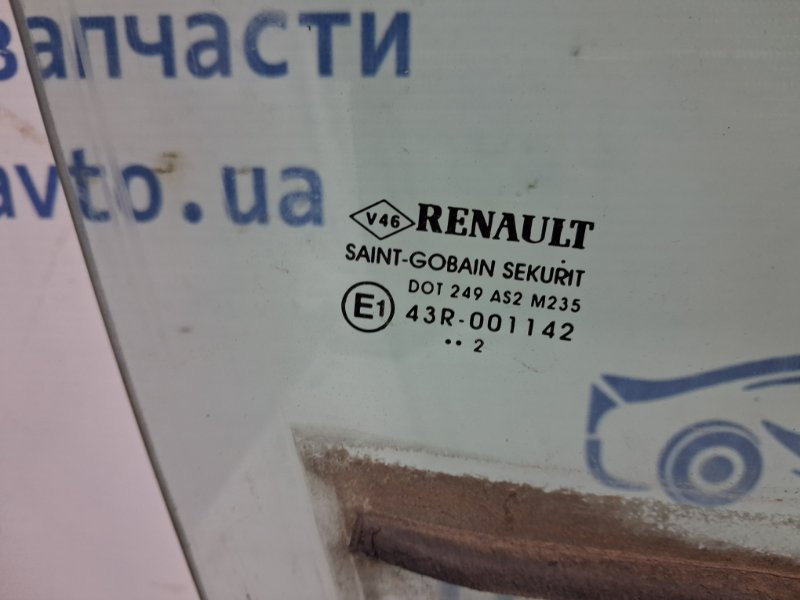 запчасти
avto.ua
V46 RENAULT
SAINT-GOBAIN SEKURIT
DOT 249 AS2 M235
E1 43R-001142
•• 2